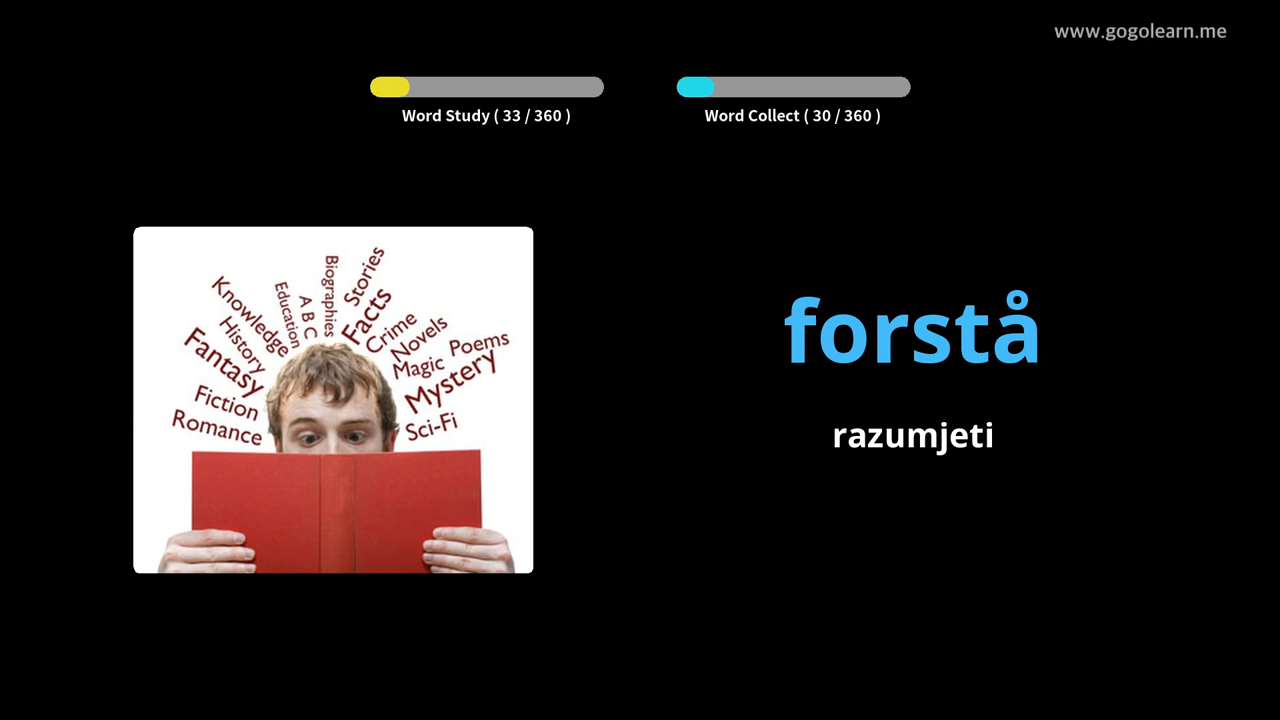 www.gogolearn.me
Word Study ( 33 / 360 )
Word Collect ( 30 / 360 )
Biographies
Stories
Education
A B C
Facts
Knowledge
Crime
History
Novels
Poems
Fantasy
Magic
Mystery
Fiction
Romance
Sci-Fi
forstå
razumjeti